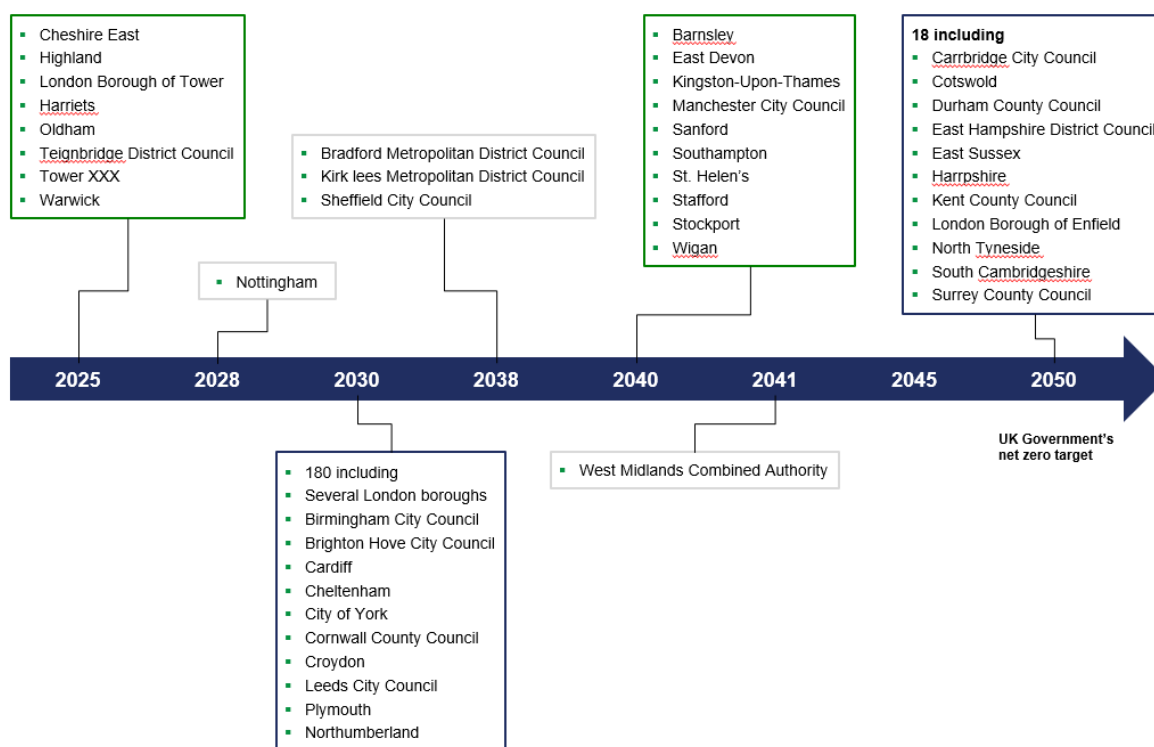 Cheshire East
Highland
London Borough of Tower
Harriets
Oldham
Teignbridge District Council
Tower XXX
Warwick
Nottingham
Bradford Metropolitan District Council
Kirk lees Metropolitan District Council
Sheffield City Council
Barnsley
East Devon
Kingston-Upon-Thames
Manchester City Council
Sanford
Southampton
St. Helen’s
Stafford
Stockport
Wigan
18 including
Carrbridge City Council
Cotswold
Durham County Council
East Hampshire District Council
East Sussex
Harrpshire
Kent County Council
London Borough of Enfield
North Tyneside
South Cambridgeshire
Surrey County Council
2025 2028 2030 2038 2040 2041 2045 2050
UK Government’s
net zero target
180 including
Several London boroughs
Birmingham City Council
Brighton Hove City Council
Cardiff
Cheltenham
City of York
Cornwall County Council
Croydon
Leeds City Council
Plymouth
Northumberland
West Midlands Combined Authority